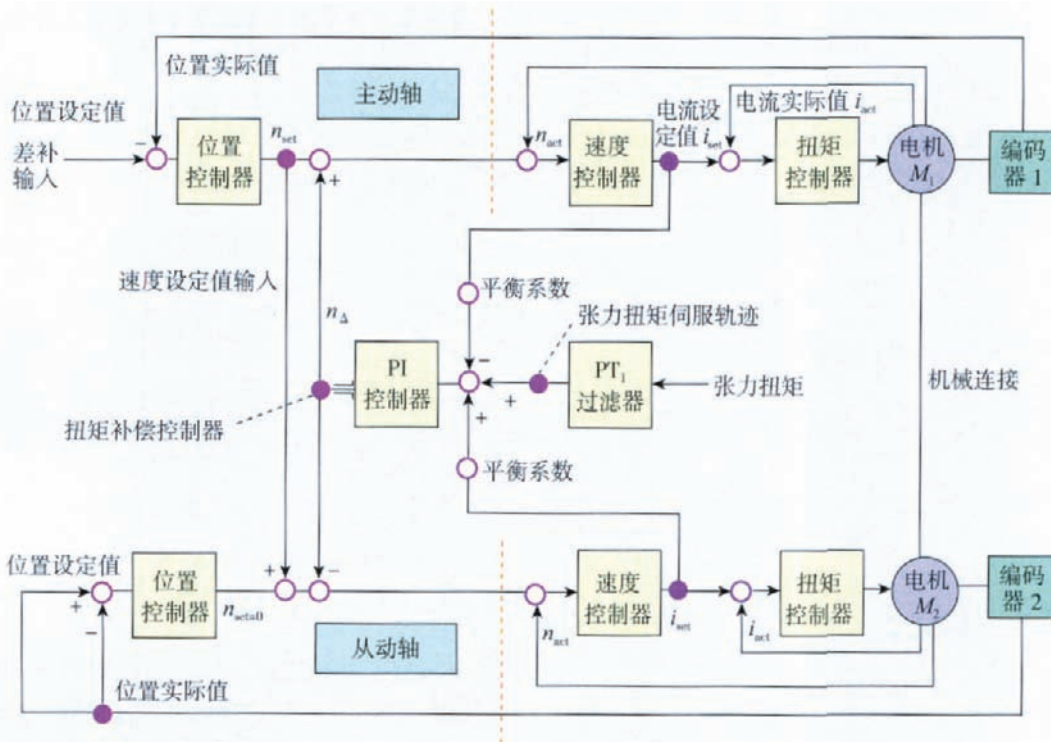 位置实际值
主动轴
位置设定值
差补
输入
−
位置
控制器
n_set
+
n_act
速度
控制器
电流设
定值 i_set
电流实际值 i_act
扭矩
控制器
电机
M₁
编码
器 1
速度设定值输入
n_Δ
平衡系数
张力扭矩伺服轨迹
PI
控制器
−
+
+
PT₁
过滤器
张力扭矩
机械连接
扭矩补偿控制器
平衡系数
位置设定值
+
−
位置
控制器
+
−
速度
控制器
扭矩
控制器
电机
M₂
编码
器 2
n_act
i_set
i_act
从动轴
位置实际值